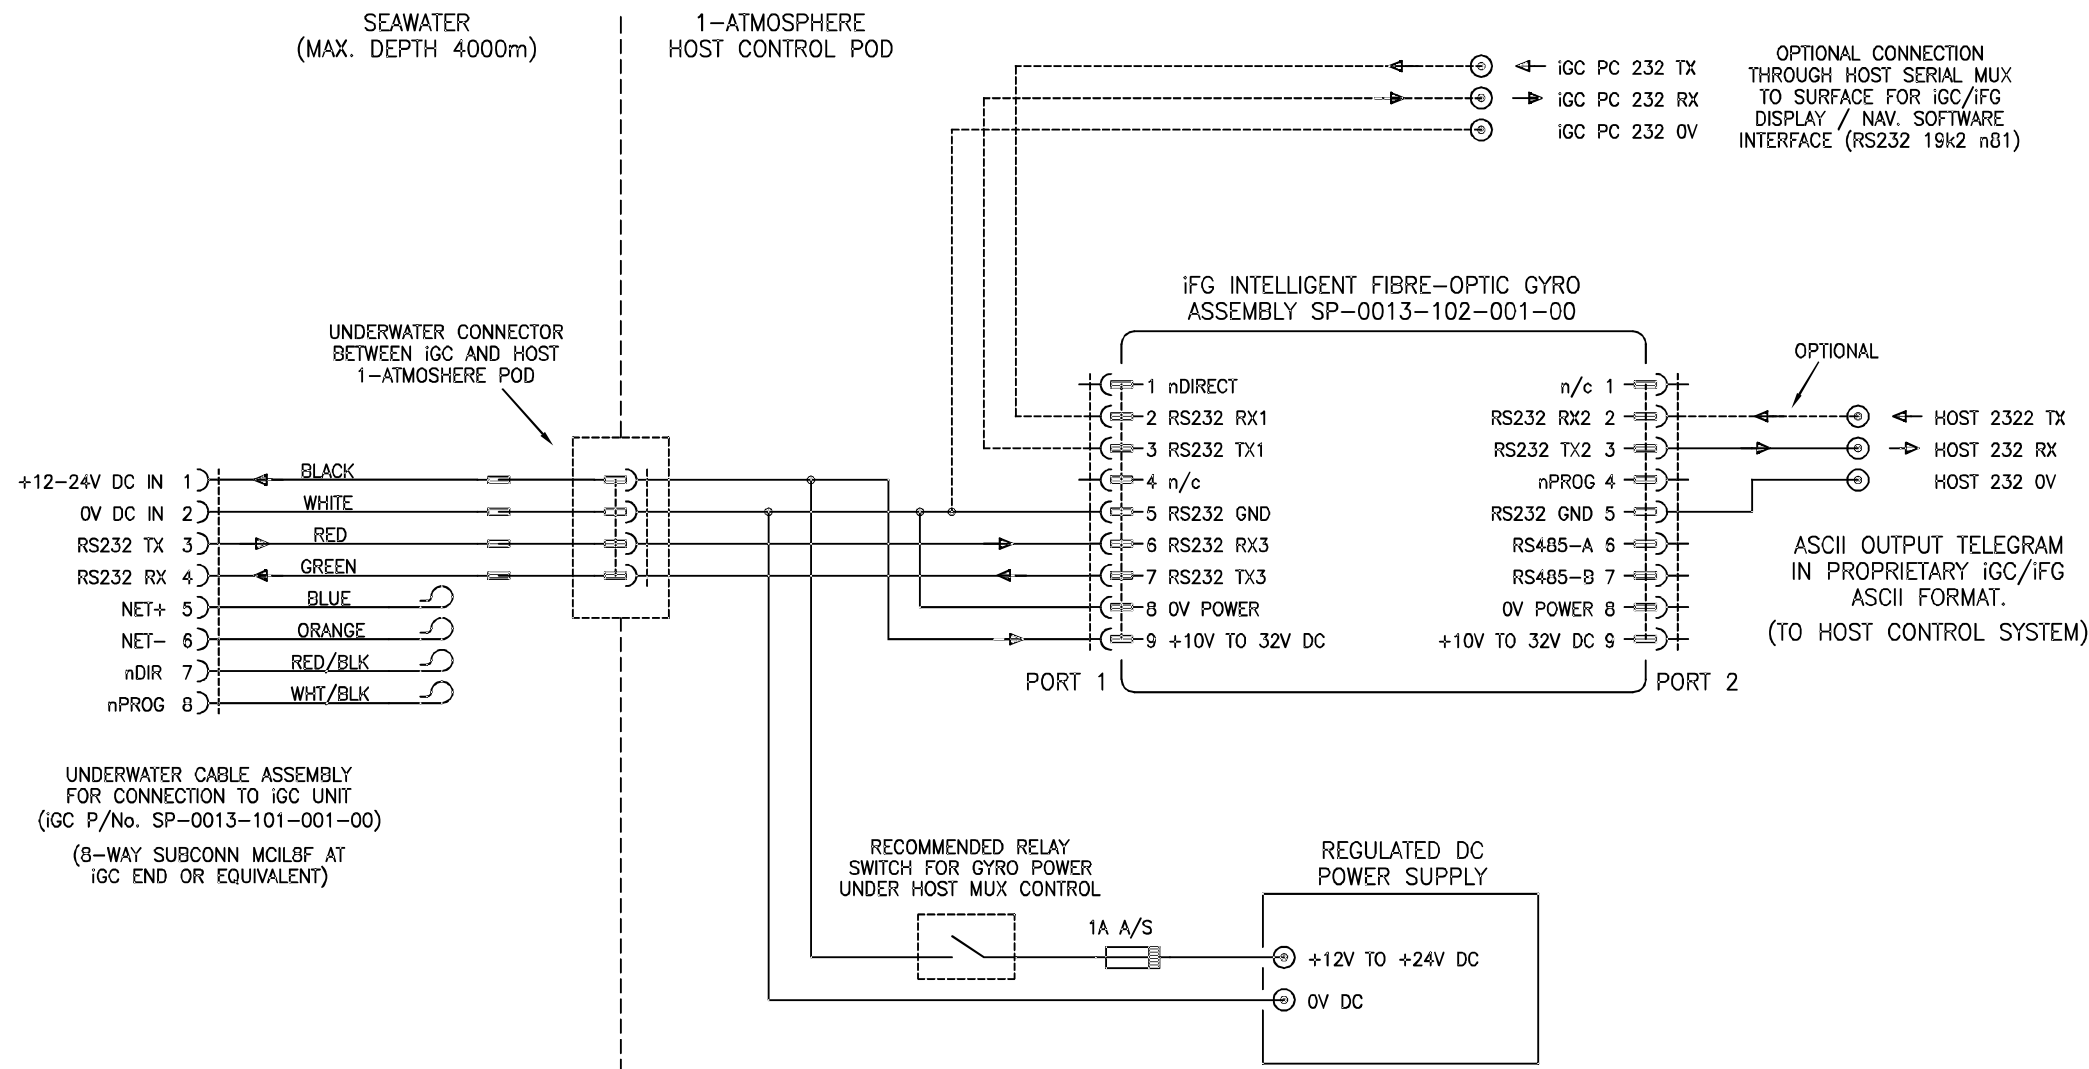 SEAWATER
(MAX. DEPTH 4000m)
1-ATMOSPHERE
HOST CONTROL POD
iGC PC 232 TX
iGC PC 232 RX
iGC PC 232 0V
OPTIONAL CONNECTION
THROUGH HOST SERIAL MUX
TO SURFACE FOR iGC/iFG
DISPLAY / NAV. SOFTWARE
INTERFACE (RS232 19k2 n81)
iFG INTELLIGENT FIBRE-OPTIC GYRO
ASSEMBLY SP-0013-102-001-00
UNDERWATER CONNECTOR
BETWEEN iGC AND HOST
1-ATMOSHERE POD
+12-24V DC IN 1
0V DC IN 2
RS232 TX 3
RS232 RX 4
NET+ 5
NET- 6
nDIR 7
nPROG 8
BLACK
WHITE
RED
GREEN
BLUE
ORANGE
RED/BLK
WHT/BLK
1 nDIRECT
2 RS232 RX1
3 RS232 TX1
4 n/c
5 RS232 GND
6 RS232 RX3
7 RS232 TX3
8 0V POWER
9 +10V TO 32V DC
PORT 1
n/c 1
RS232 RX2 2
RS232 TX2 3
nPROG 4
RS232 GND 5
RS485-A 6
RS485-B 7
0V POWER 8
+10V TO 32V DC 9
PORT 2
OPTIONAL
HOST 2322 TX
HOST 232 RX
HOST 232 0V
ASCII OUTPUT TELEGRAM
IN PROPRIETARY iGC/iFG
ASCII FORMAT.
(TO HOST CONTROL SYSTEM)
UNDERWATER CABLE ASSEMBLY
FOR CONNECTION TO iGC UNIT
(iGC P/No. SP-0013-101-001-00)
(8-WAY SUBCONN MCIL8F AT
iGC END OR EQUIVALENT)
RECOMMENDED RELAY
SWITCH FOR GYRO POWER
UNDER HOST MUX CONTROL
1A A/S
REGULATED DC
POWER SUPPLY
+12V TO +24V DC
0V DC